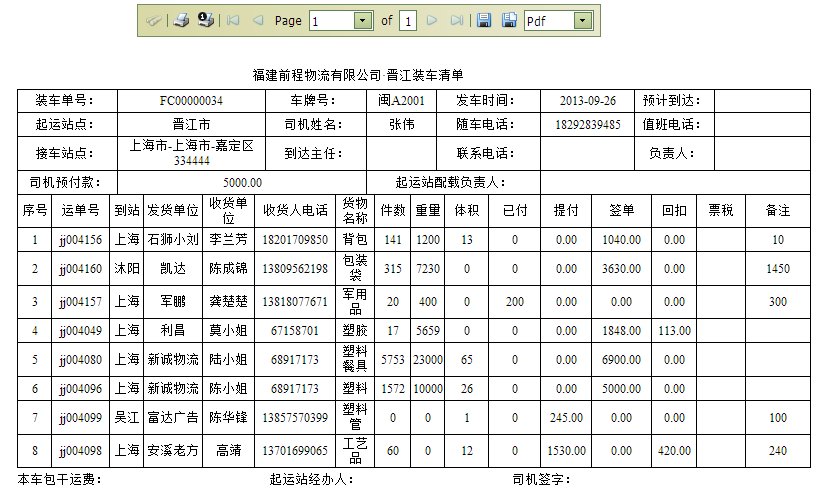 Page 1 of 1 Pdf
福建前程物流有限公司·晋江装车清单
装车单号： FC00000034 车牌号： 闽A2001 发车时间： 2013-09-26 预计到达：
起运站点： 晋江市 司机姓名： 张伟 随车电话： 18292839485 值班电话：
接车站点： 上海市-上海市-嘉定区 334444 到达主任： 联系电话： 负责人：
司机预付款： 5000.00 起运站配载负责人：
序号 运单号 到站 发货单位 收货单位 收货人电话 货物名称 件数 重量 体积 已付 提付 签单 回扣 票税 备注
1 jj004156 上海 石狮小刘 李兰芳 18201709850 背包 141 1200 13 0 0.00 1040.00 0.00 10
2 jj004160 沭阳 凯达 陈成锦 13809562198 包装袋 315 7230 0 0 0.00 3630.00 0.00 1450
3 jj004157 上海 军鹏 龚楚楚 13818077671 军用品 20 400 0 200 0.00 0.00 0.00 300
4 jj004049 上海 利昌 莫小姐 67158701 塑胶 17 5659 0 0 0.00 1848.00 113.00
5 jj004080 上海 新诚物流 陆小姐 68917173 塑料餐具 5753 23000 65 0 0.00 6900.00 0.00
6 jj004096 上海 新诚物流 陈小姐 68917173 塑料 1572 10000 26 0 0.00 5000.00 0.00
7 jj004099 吴江 富达广告 陈华锋 13857570399 塑料管 0 0 1 0 245.00 0.00 0.00 100
8 jj004098 上海 安溪老方 高靖 13701699065 工艺品 60 0 12 0 1530.00 0.00 420.00 240
本车包干运费： 起运站经办人： 司机签字：